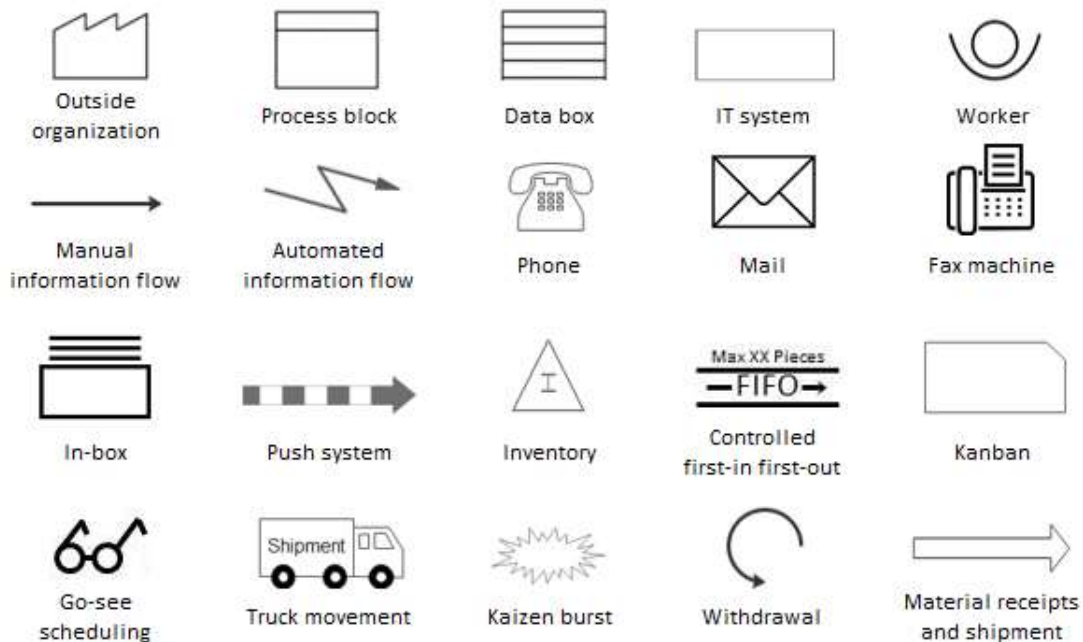 Outside
organization
Process block
Data box
IT system
Worker
Manual
information flow
Automated
information flow
Phone
Mail
Fax machine
In-box
Push system
I
Inventory
Max XX Pieces
FIFO
Controlled
first-in first-out
Kanban
Go-see
scheduling
Shipment
Truck movement
Kaizen burst
Withdrawal
Material receipts
and shipment